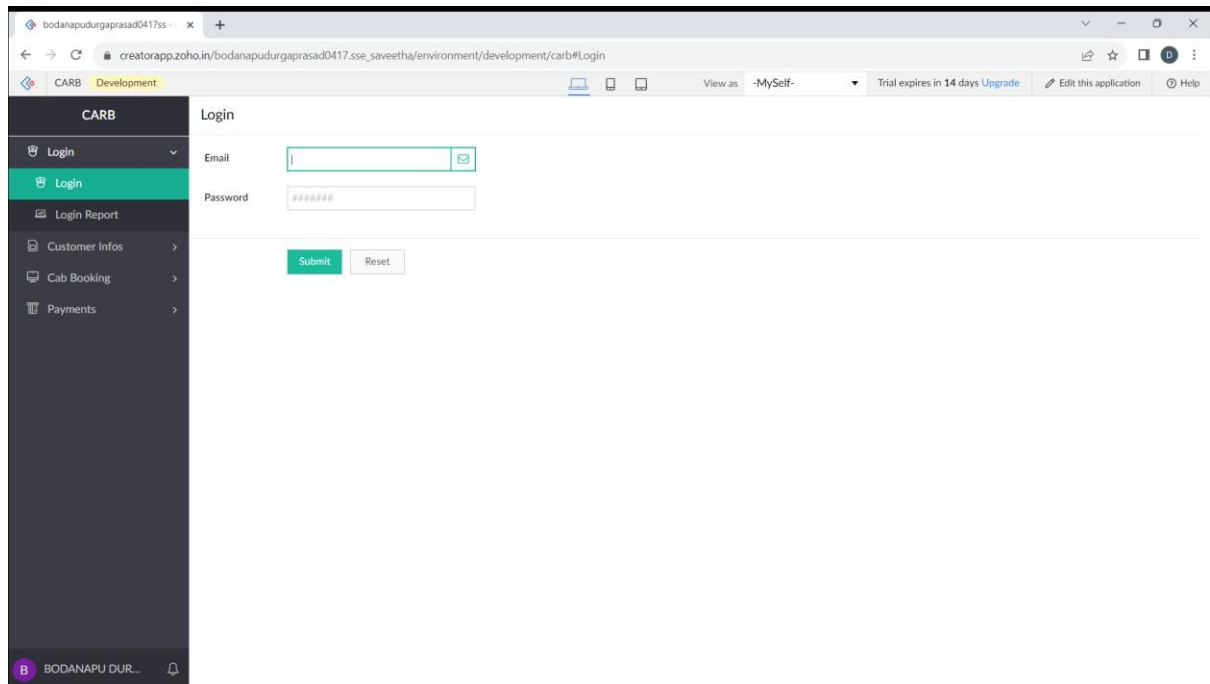 bodanapudurgaprasad0417ss -
creatorapp.zoho.in/bodanapudurgaprasad0417.sse_saveetha/environment/development/carb#Login
D
CARB Development
View as -MySelf-
Trial expires in 14 days Upgrade
Edit this application
Help
CARB
Login
Login
Login Report
Customer Infos
Cab Booking
Payments
Login
Email
Password #######
Submit Reset
B BODANAPU DUR...